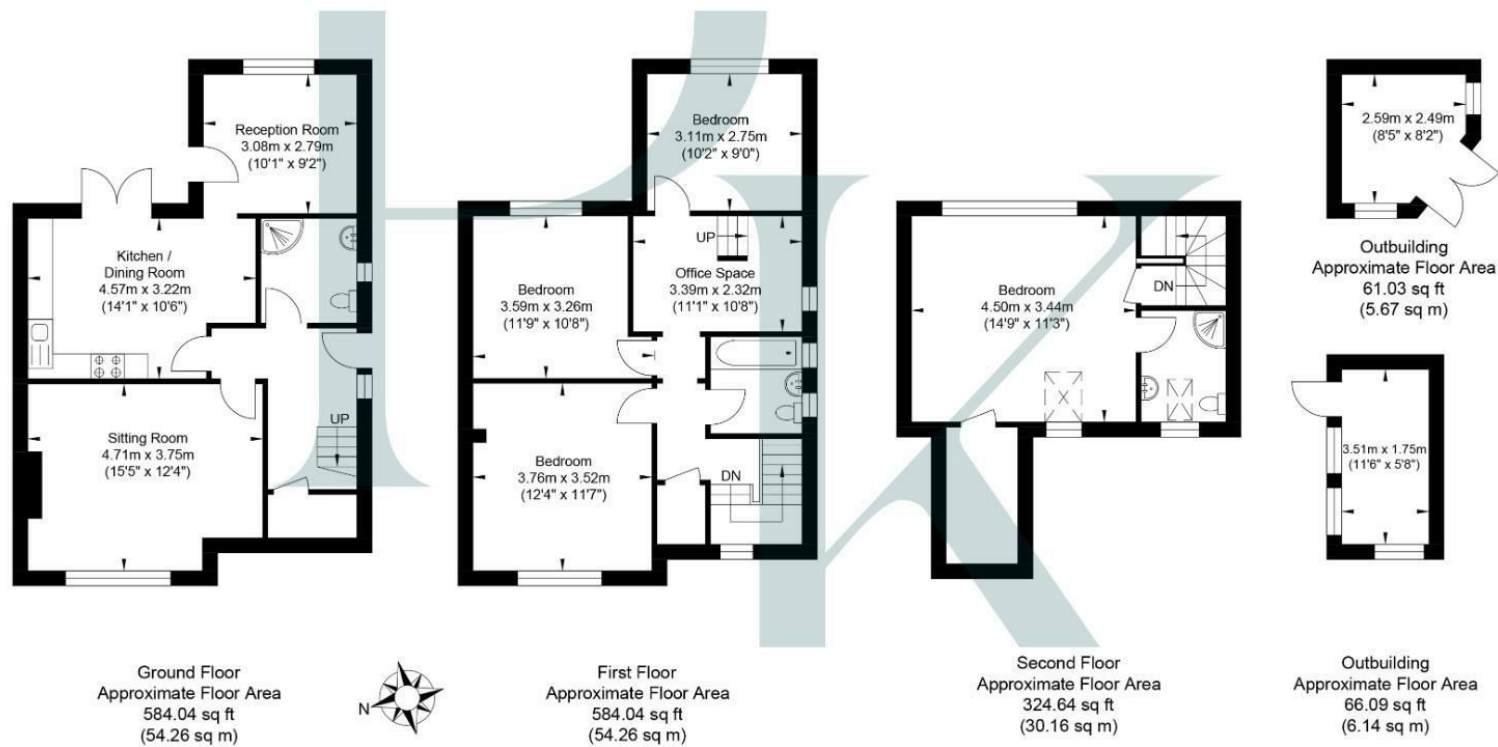 Reception Room
3.08m x 2.79m
(10'1" x 9'2")
Kitchen /
Dining Room
4.57m x 3.22m
(14'1" x 10'6")
Sitting Room
4.71m x 3.75m
(15'5" x 12'4")
UP
Ground Floor
Approximate Floor Area
584.04 sq ft
(54.26 sq m)
N
Bedroom
3.11m x 2.75m
(10'2" x 9'0")
UP
Office Space
3.39m x 2.32m
(11'1" x 10'8")
Bedroom
3.59m x 3.26m
(11'9" x 10'8")
Bedroom
3.76m x 3.52m
(12'4" x 11'7")
DN
First Floor
Approximate Floor Area
584.04 sq ft
(54.26 sq m)
Bedroom
4.50m x 3.44m
(14'9" x 11'3")
DN
Second Floor
Approximate Floor Area
324.64 sq ft
(30.16 sq m)
2.59m x 2.49m
(8'5" x 8'2")
Outbuilding
Approximate Floor Area
61.03 sq ft
(5.67 sq m)
3.51m x 1.75m
(11'6" x 5'8")
Outbuilding
Approximate Floor Area
66.09 sq ft
(6.14 sq m)